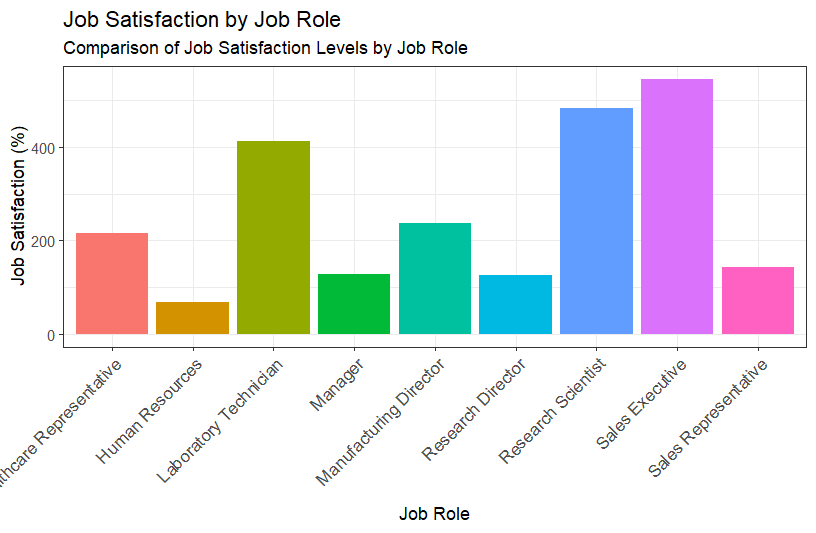 Job Satisfaction by Job Role
Comparison of Job Satisfaction Levels by Job Role
Job Satisfaction (%)
400
200
0
Representative
Human Resources
Laboratory Technician
Manager
Manufacturing Director
Research Director
Research Scientist
Sales Executive
Sales Representative
Job Role